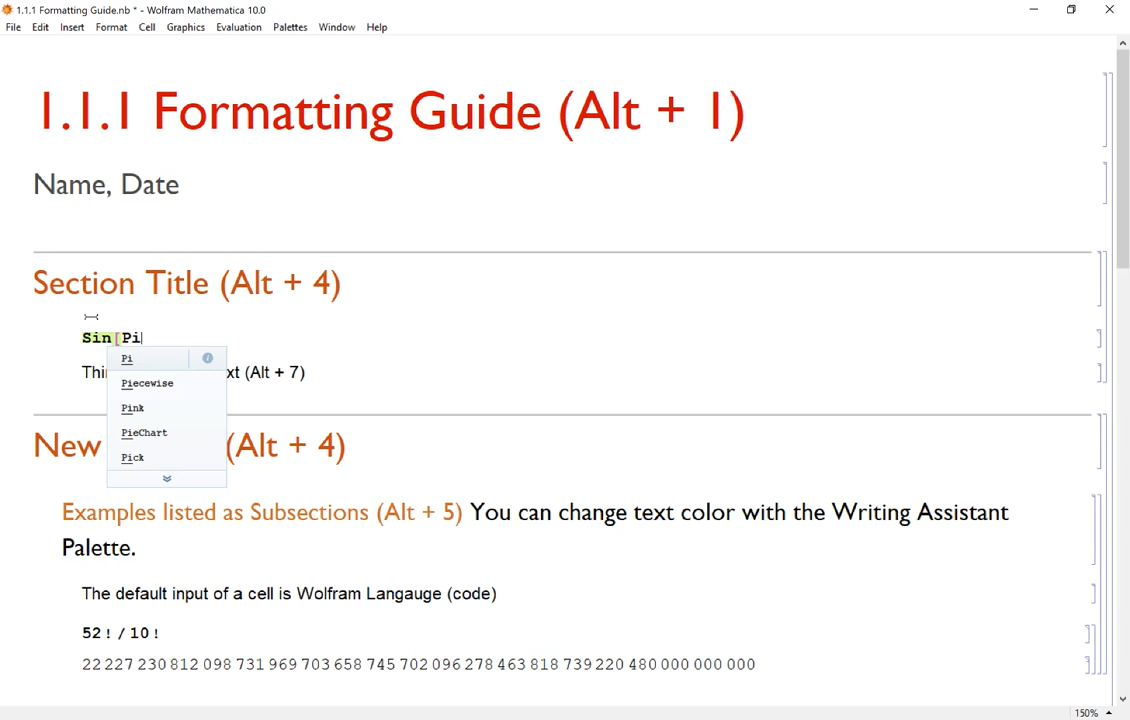 1.1.1 Formatting Guide.nb * - Wolfram Mathematica 10.0
File Edit Insert Format Cell Graphics Evaluation Palettes Window Help
1.1.1 Formatting Guide (Alt + 1)
Name, Date
Section Title (Alt + 4)
Sin[Pi
Pi
Thi xt (Alt + 7)
Piecewise
Pink
PieChart
New (Alt + 4)
Pick
Examples listed as Subsections (Alt + 5) You can change text color with the Writing Assistant
Palette.
The default input of a cell is Wolfram Langauge (code)
52! / 10!
22 227 230 812 098 731 969 703 658 745 702 096 278 463 818 739 220 480 000 000 000
150%